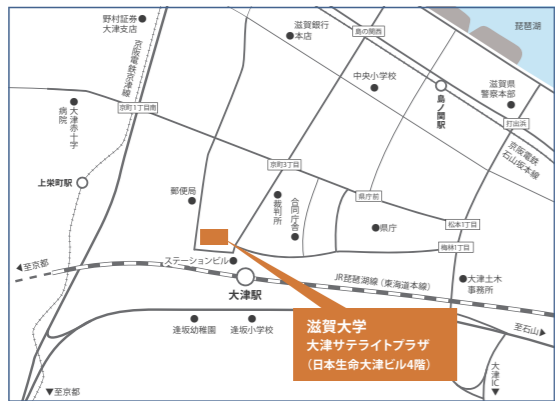 野村証券
大津支店
京阪電鉄京津線
滋賀銀行
本店
島の関西
琵琶湖
中央小学校
島ノ関駅
滋賀県
警察本部
打出浜
京阪電鉄
石山坂本線
大津赤十字
病院
京町1丁目南
京町3丁目
上栄町駅
郵便局
裁判所
合同庁舎
県庁前
県庁
松本1丁目
梅林1丁目
ステーションビル
至京都
大津駅
JR琵琶湖線(東海道本線)
大津土木
事務所
逢坂幼稚園
逢坂小学校
滋賀大学
大津サテライトプラザ
(日本生命大津ビル4階)
至石山
大津IC
至京都